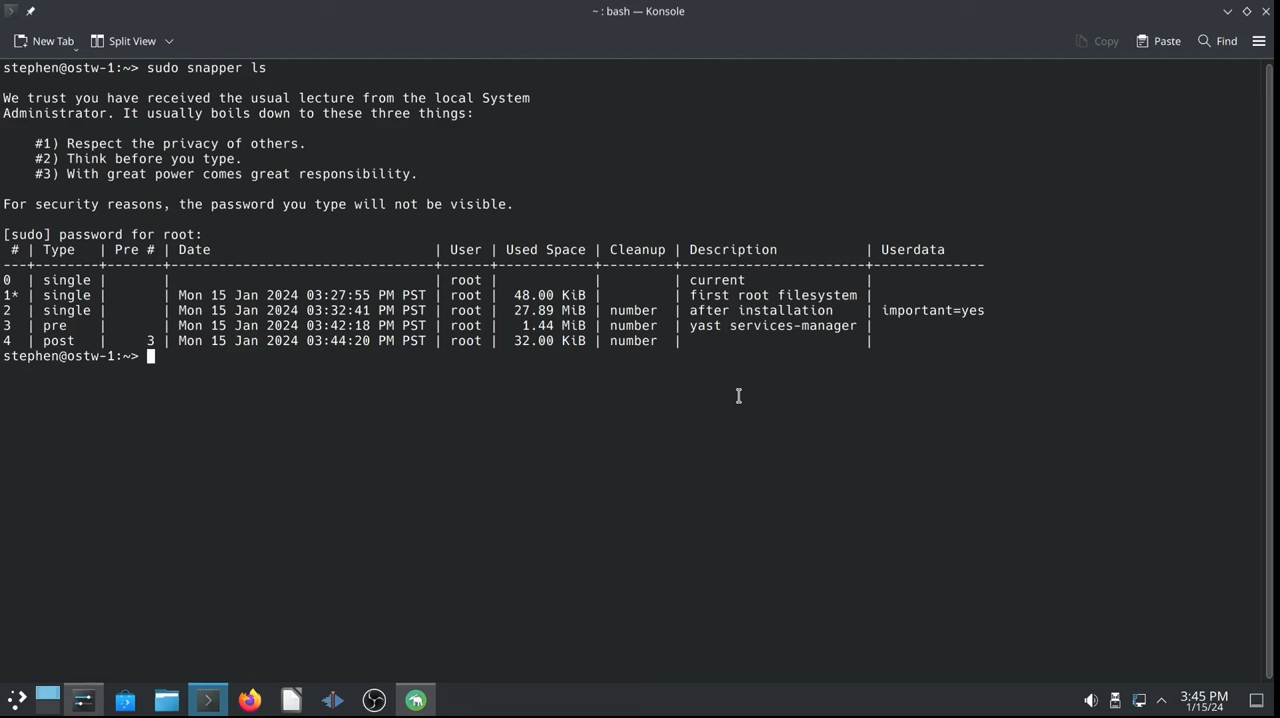 ~ : bash — Konsole
New Tab Split View Copy Paste Find
stephen@ostw-1:~> sudo snapper ls
We trust you have received the usual lecture from the local System
Administrator. It usually boils down to these three things:
#1) Respect the privacy of others.
#2) Think before you type.
#3) With great power comes great responsibility.
For security reasons, the password you type will not be visible.
[sudo] password for root:
 # | Type   | Pre # | Date                            | User | Used Space | Cleanup | Description           | Userdata
---+--------+-------+---------------------------------+------+------------+---------+-----------------------+--------------
0  | single |       |                                 | root |            |         | current               |
1* | single |       | Mon 15 Jan 2024 03:27:55 PM PST | root |  48.00 KiB |         | first root filesystem |
2  | single |       | Mon 15 Jan 2024 03:32:41 PM PST | root |  27.89 MiB | number  | after installation    | important=yes
3  | pre    |       | Mon 15 Jan 2024 03:42:18 PM PST | root |   1.44 MiB | number  | yast services-manager |
4  | post   |     3 | Mon 15 Jan 2024 03:44:20 PM PST | root |  32.00 KiB | number  |                       |
stephen@ostw-1:~>
3:45 PM
1/15/24